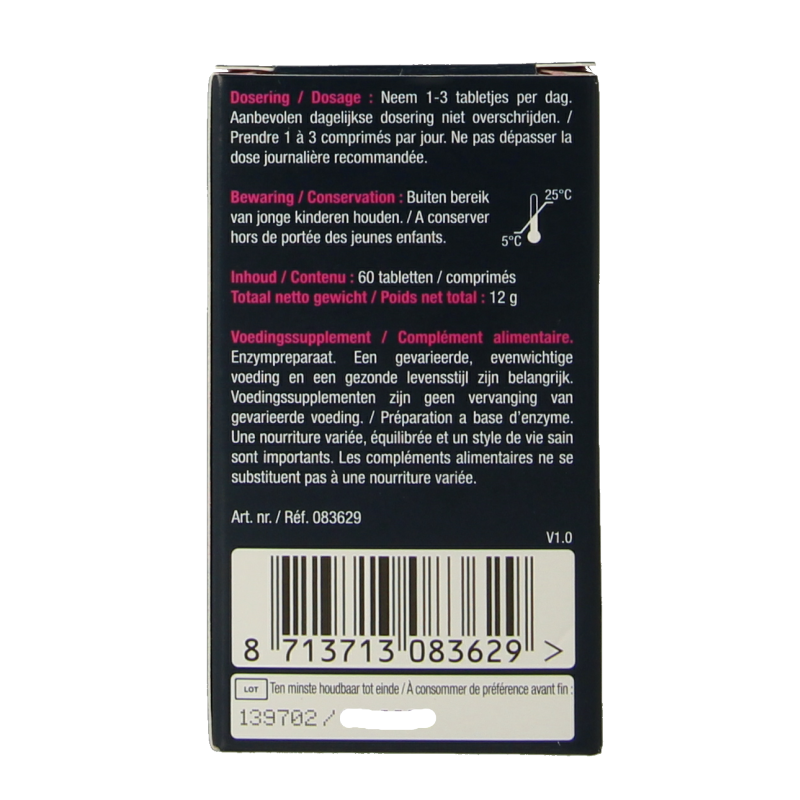 Dosering / Dosage : Neem 1-3 tabletjes per dag.
Aanbevolen dagelijkse dosering niet overschrijden. /
Prendre 1 à 3 comprimés par jour. Ne pas dépasser la
dose journalière recommandée.
Bewaring / Conservation : Buiten bereik
van jonge kinderen houden. / A conserver
hors de portée des jeunes enfants.
25°C
5°C
Inhoud / Contenu : 60 tabletten / comprimés
Totaal netto gewicht / Poids net total : 12 g
Voedingssupplement / Complément alimentaire.
Enzympreparaat. Een gevarieerde, evenwichtige
voeding en een gezonde levensstijl zijn belangrijk.
Voedingssupplementen zijn geen vervanging van
gevarieerde voeding. / Préparation a base d'enzyme.
Une nourriture variée, équilibrée et un style de vie sain
sont importants. Les compléments alimentaires ne se
substituent pas à une nourriture variée.
Art. nr. / Réf. 083629
V1.0
8 713713 083629 >
LOT Ten minste houdbaar tot einde / À consommer de préférence avant fin :
139702 /